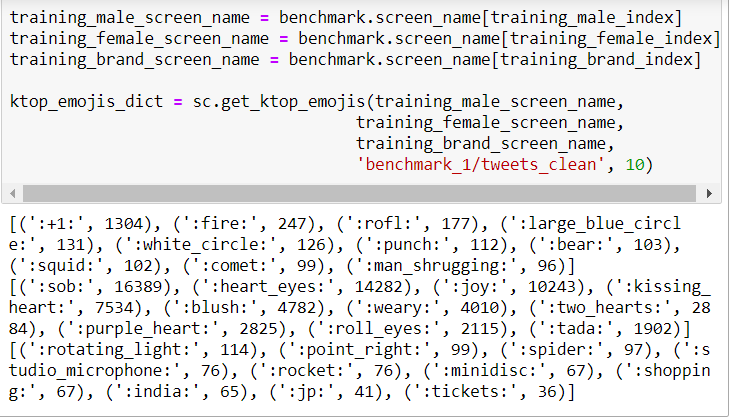 training_male_screen_name = benchmark.screen_name[training_male_index]
training_female_screen_name = benchmark.screen_name[training_female_index]
training_brand_screen_name = benchmark.screen_name[training_brand_index]
ktop_emojis_dict = sc.get_ktop_emojis(training_male_screen_name,
training_female_screen_name,
training_brand_screen_name,
'benchmark_1/tweets_clean', 10)
[(':+1:', 1304), (':fire:', 247), (':rofl:', 177), (':large_blue_circl
e:', 131), (':white_circle:', 126), (':punch:', 112), (':bear:', 103),
(':squid:', 102), (':comet:', 99), (':man_shrugging:', 96)]
[(':sob:', 16389), (':heart_eyes:', 14282), (':joy:', 10243), (':kissing_
heart:', 7534), (':blush:', 4782), (':weary:', 4010), (':two_hearts:', 28
84), (':purple_heart:', 2825), (':roll_eyes:', 2115), (':tada:', 1902)]
[(':rotating_light:', 114), (':point_right:', 99), (':spider:', 97), (':s
tudio_microphone:', 76), (':rocket:', 76), (':minidisc:', 67), (':shoppin
g:', 67), (':india:', 65), (':jp:', 41), (':tickets:', 36)]